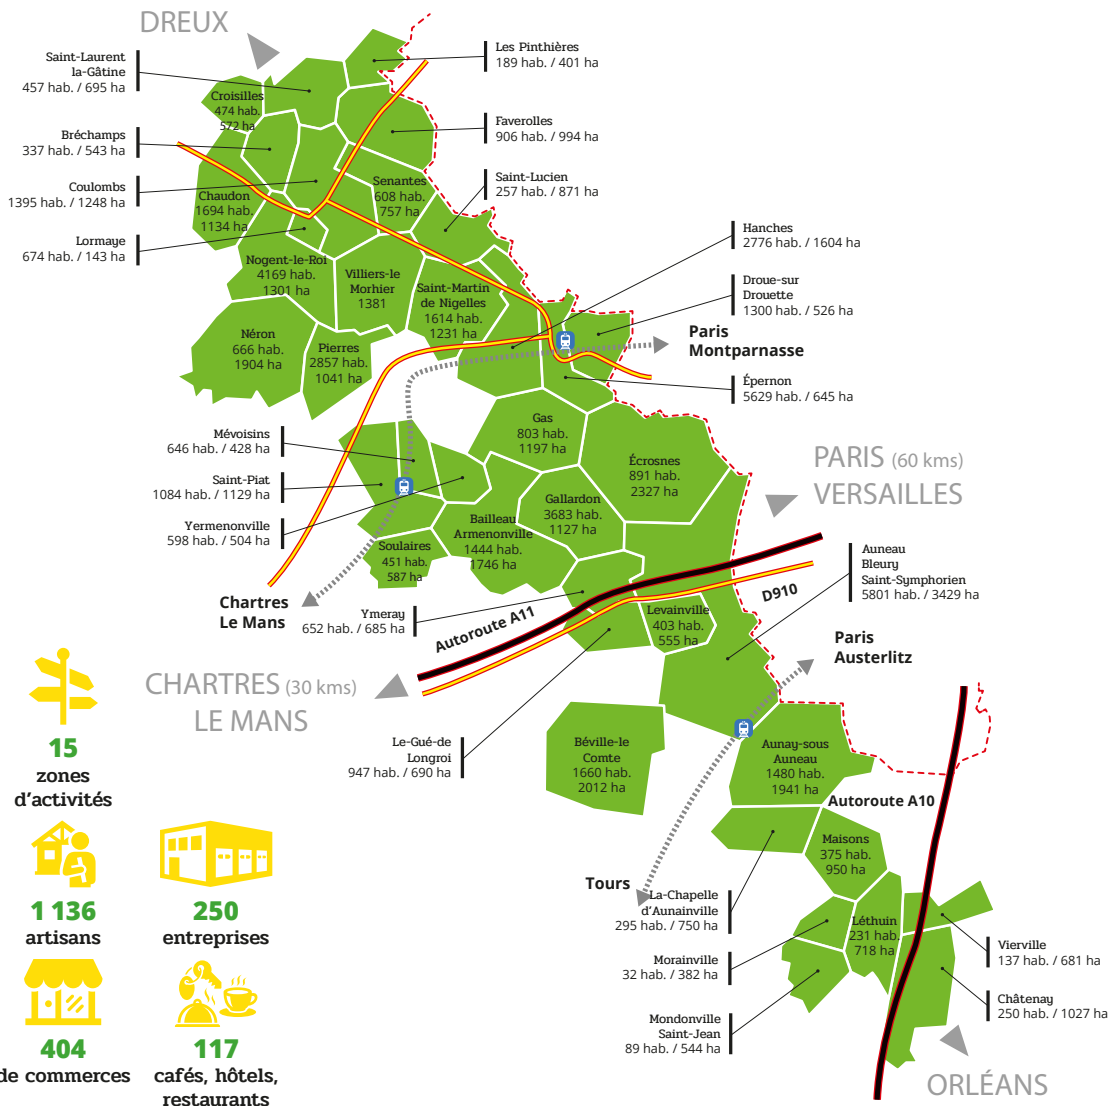 DREUX
Saint-Laurent
la-Gâtine
457 hab. / 695 ha
Les Pinthières
189 hab. / 401 ha
Croisilles
474 hab.
572 ha
Bréchamps
337 hab. / 543 ha
Faverolles
906 hab. / 994 ha
Coulombs
1395 hab. / 1248 ha
Chaudon
1694 hab.
1134 ha
Senantes
608 hab.
757 ha
Saint-Lucien
257 hab. / 871 ha
Lormaye
674 hab. / 143 ha
Hanches
2776 hab. / 1604 ha
Nogent-le-Roi
4169 hab.
1301 ha
Villiers-le
Morhier
1381
Saint-Martin
de Nigelles
1614 hab.
1231 ha
Droue-sur
Drouette
1300 hab. / 526 ha
Néron
666 hab.
1904 ha
Pierres
2857 hab.
1041 ha
Paris
Montparnasse
Épernon
5629 hab. / 645 ha
Gas
803 hab.
1197 ha
Mévoisins
646 hab. / 428 ha
Écrosnes
891 hab.
2327 ha
PARIS (60 kms)
VERSAILLES
Saint-Piat
1084 hab. / 1129 ha
Gallardon
3683 hab.
1127 ha
Yermenonville
598 hab. / 504 ha
Bailleau
Armenonville
1444 hab.
1746 ha
Soulaires
451 hab.
587 ha
Auneau
Bleury
Saint-Symphorien
5801 hab. / 3429 ha
Chartres
Le Mans
Ymeray
652 hab. / 685 ha
Autoroute A11
D910
Levainville
403 hab.
555 ha
Paris
Austerlitz
CHARTRES (30 kms)
LE MANS
15
zones
d’activités
Le-Gué-de
Longroi
947 hab. / 690 ha
Béville-le
Comte
1660 hab.
2012 ha
Aunay-sous
Auneau
1480 hab.
1941 ha
Autoroute A10
Maisons
375 hab.
950 ha
Tours
La-Chapelle
d’Aunainville
295 hab. / 750 ha
Léthuin
231 hab.
718 ha
1 136
artisans
250
entreprises
Morainville
32 hab. / 382 ha
Vierville
137 hab. / 681 ha
Châtenay
250 hab. / 1027 ha
Mondonville
Saint-Jean
89 hab. / 544 ha
404
de commerces
117
cafés, hôtels,
restaurants
ORLÉANS